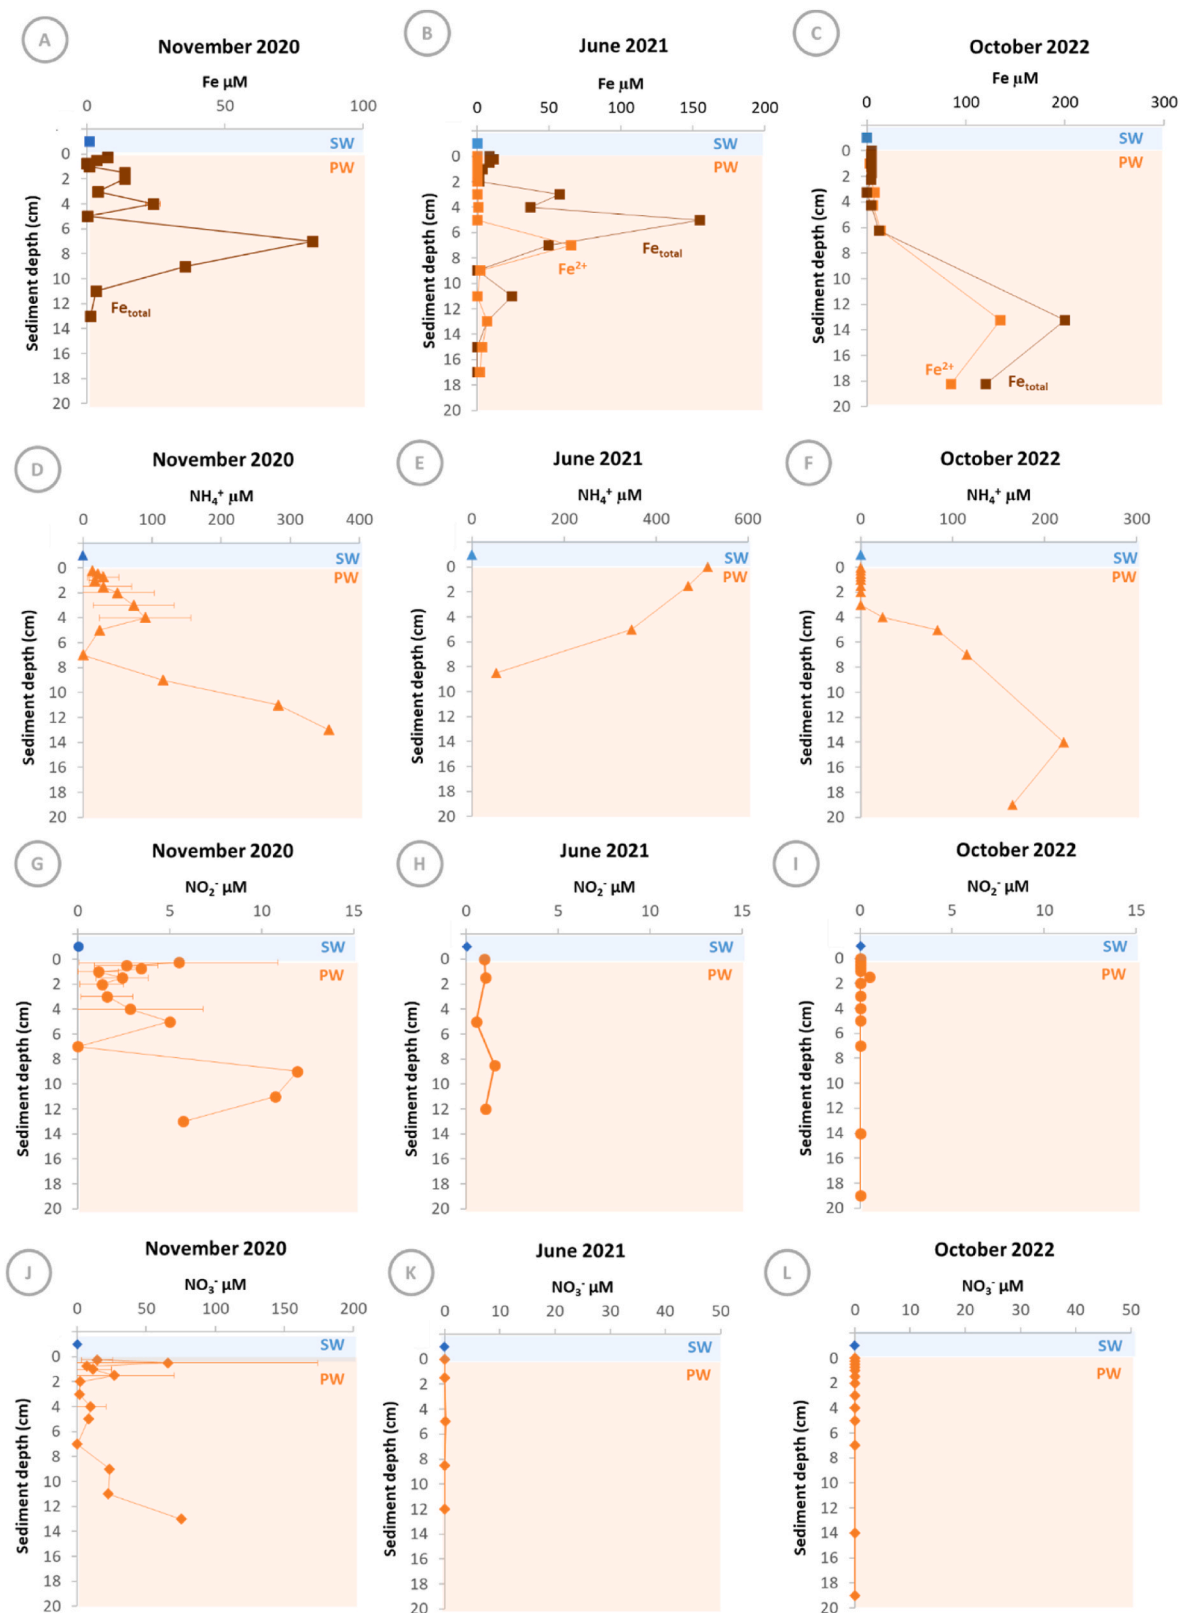 A
November 2020
Fe µM
0 50 100
SW
PW
0
2
4
6
8
10
12
14
16
18
20
Sediment depth (cm)
Fetotal
B
June 2021
Fe µM
0 50 100 150 200
SW
PW
0
2
4
6
8
10
12
14
16
18
20
Sediment depth (cm)
Fetotal
Fe2+
C
October 2022
Fe µM
0 100 200 300
SW
PW
0
2
4
6
8
10
12
14
16
18
20
Sediment depth (cm)
Fe2+
Fetotal
D
November 2020
NH4+ µM
0 100 200 300 400
SW
PW
0
2
4
6
8
10
12
14
16
18
20
Sediment depth (cm)
E
June 2021
NH4+ µM
0 200 400 600
SW
PW
0
2
4
6
8
10
12
14
16
18
20
Sediment depth (cm)
F
October 2022
NH4+ µM
0 100 200 300
SW
PW
0
2
4
6
8
10
12
14
16
18
20
Sediment depth (cm)
G
November 2020
NO2- µM
0 5 10 15
SW
PW
0
2
4
6
8
10
12
14
16
18
20
Sediment depth (cm)
H
June 2021
NO2- µM
0 5 10 15
SW
PW
0
2
4
6
8
10
12
14
16
18
20
Sediment depth (cm)
I
October 2022
NO2- µM
0 5 10 15
SW
PW
0
2
4
6
8
10
12
14
16
18
20
Sediment depth (cm)
J
November 2020
NO3- µM
0 50 100 150 200
SW
PW
0
2
4
6
8
10
12
14
16
18
20
Sediment depth (cm)
K
June 2021
NO3- µM
0 10 20 30 40 50
SW
PW
0
2
4
6
8
10
12
14
16
18
20
Sediment depth (cm)
L
October 2022
NO3- µM
0 10 20 30 40 50
SW
PW
0
2
4
6
8
10
12
14
16
18
20
Sediment depth (cm)